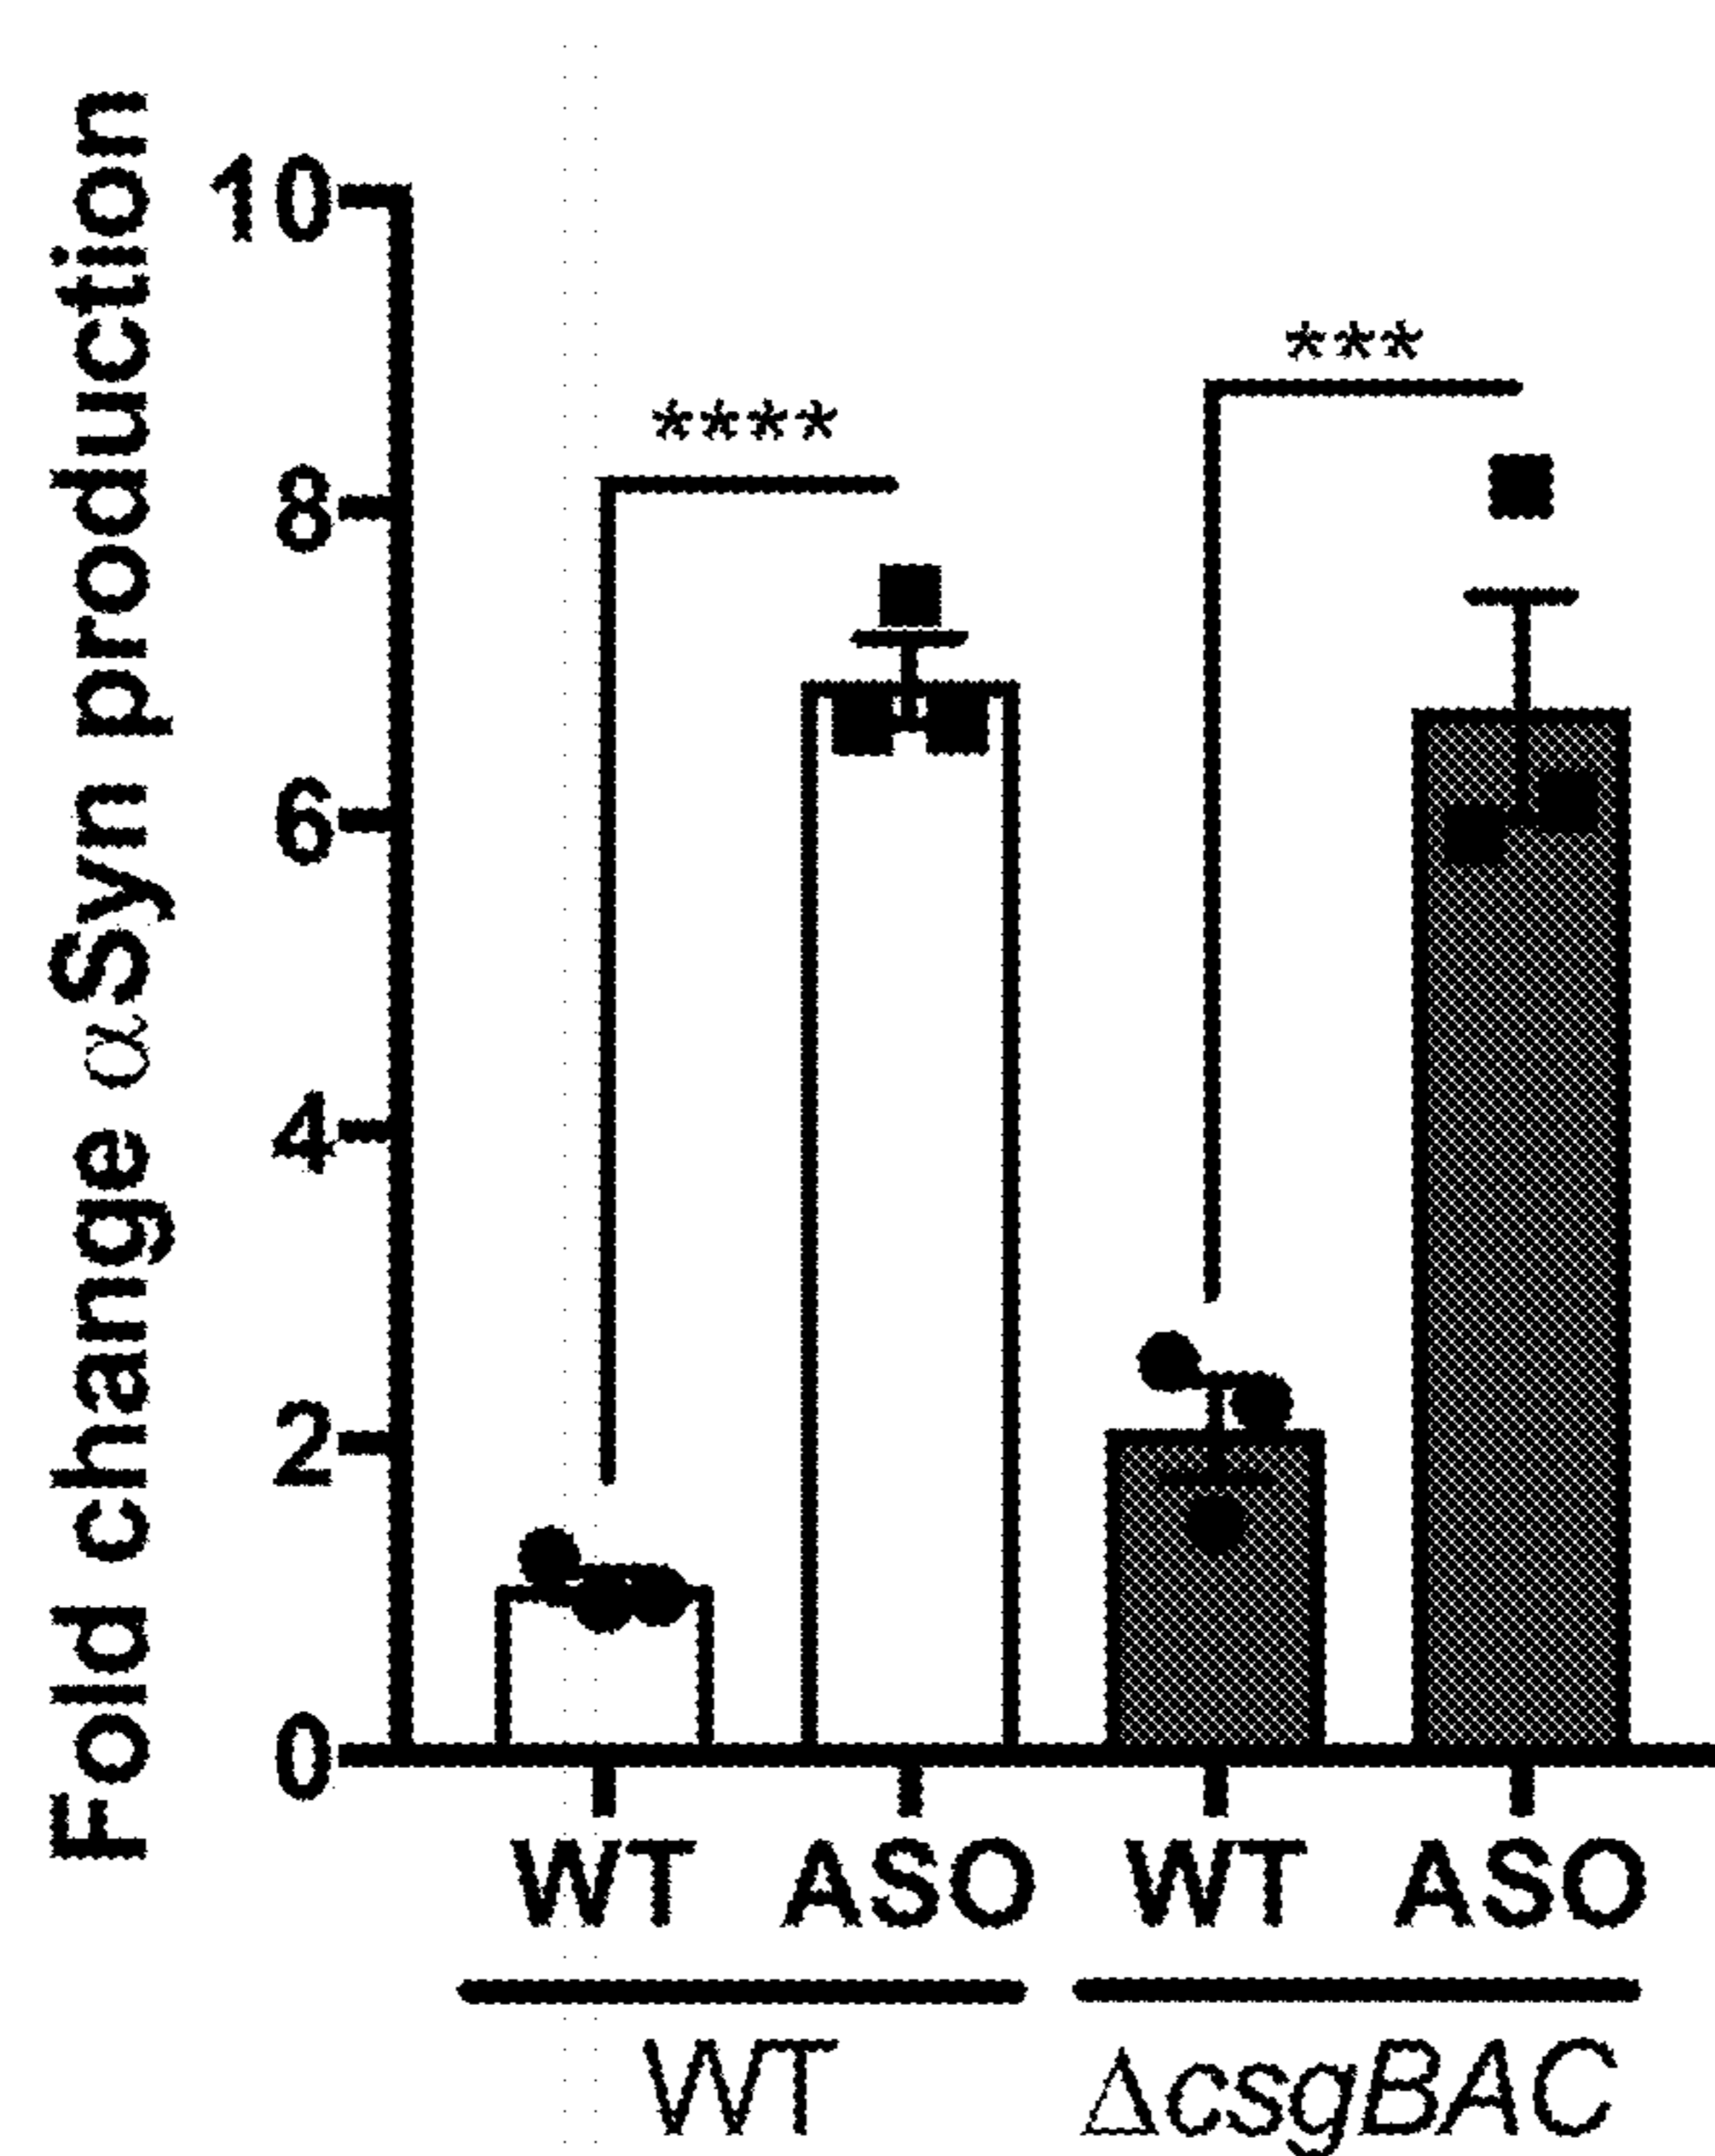 Fold change αSyn production
10
8
6
4
2
0
****
***
WT ASO WT ASO
WT ΔcsgBAC